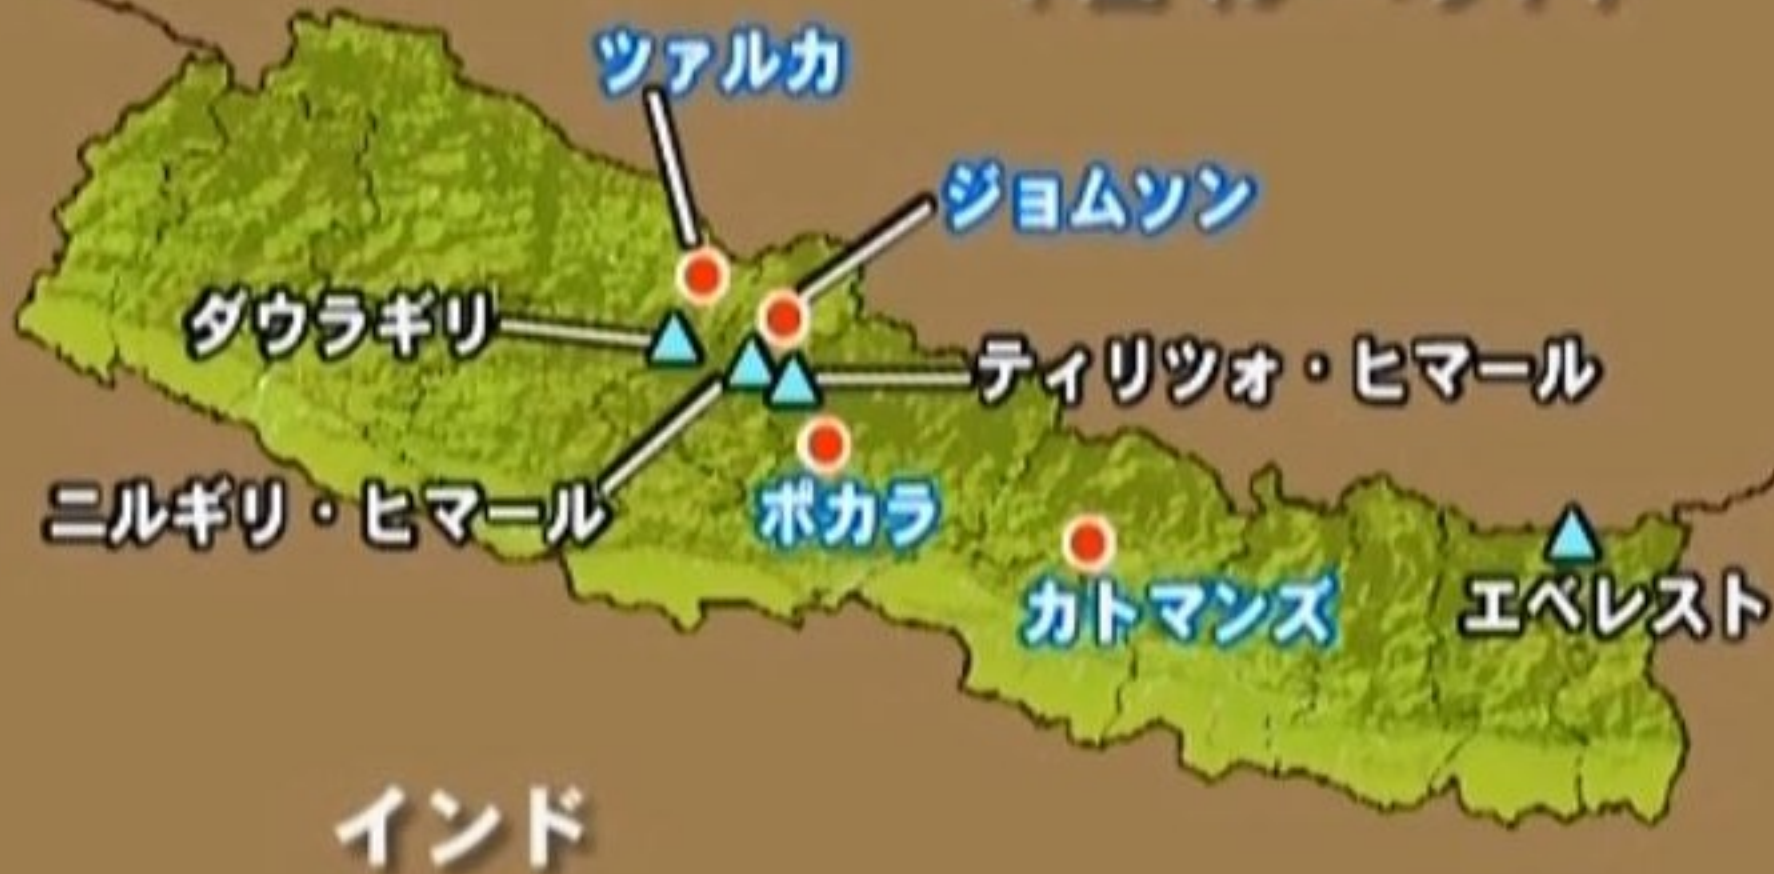 ツァルカ
ジョムソン
ダウラギリ
ティリツォ・ヒマール
ニルギリ・ヒマール
ポカラ
カトマンズ
エベレスト
インド